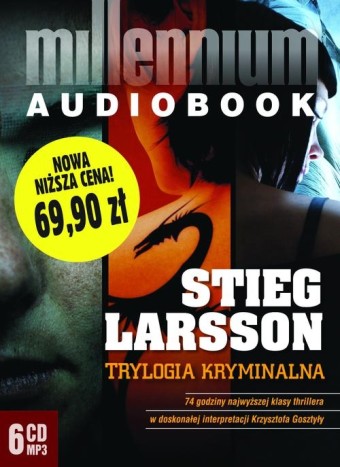 millennium
AUDIOBOOK
NOWA
NIŻSZA CENA!
69,90 zł
STIEG
LARSSON
TRYLOGIA KRYMINALNA
74 godziny najwyższej klasy thrillera
w doskonałej interpretacji Krzysztofa Gosztyły
6 CD
MP3